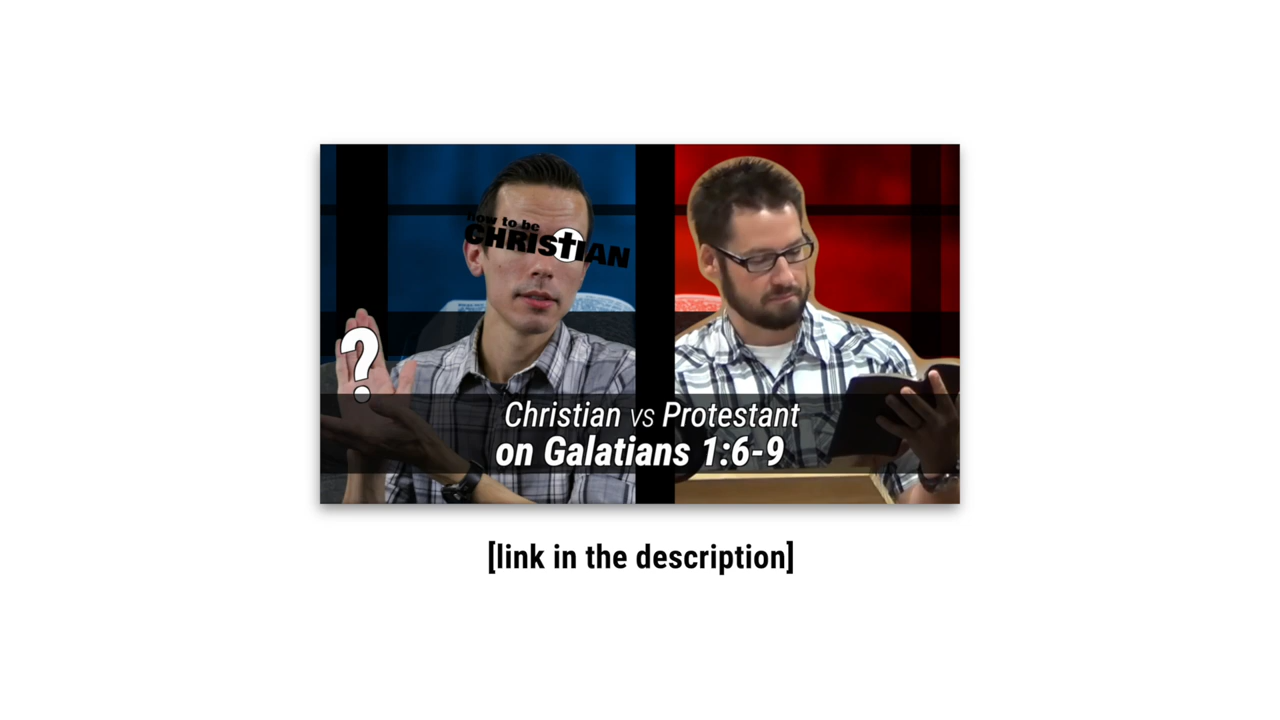 how to be
CHRISTIAN
?
Christian vs Protestant
on Galatians 1:6-9
[link in the description]